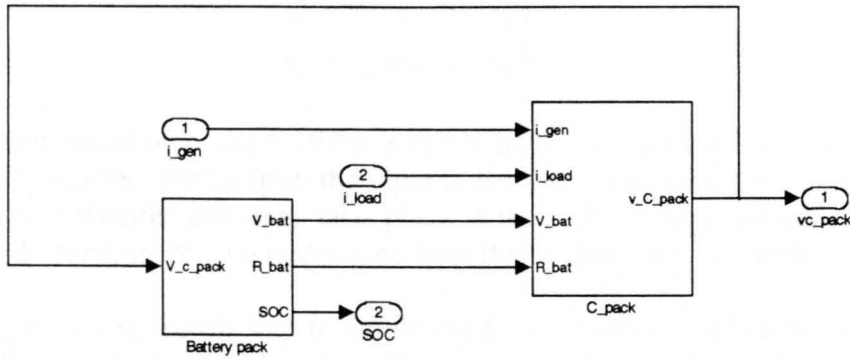 1
i_gen
2
i_load
V_c_pack
V_bat
R_bat
SOC
Battery pack
2
SOC
i_gen
i_load
V_bat
R_bat
v_C_pack
C_pack
1
vc_pack